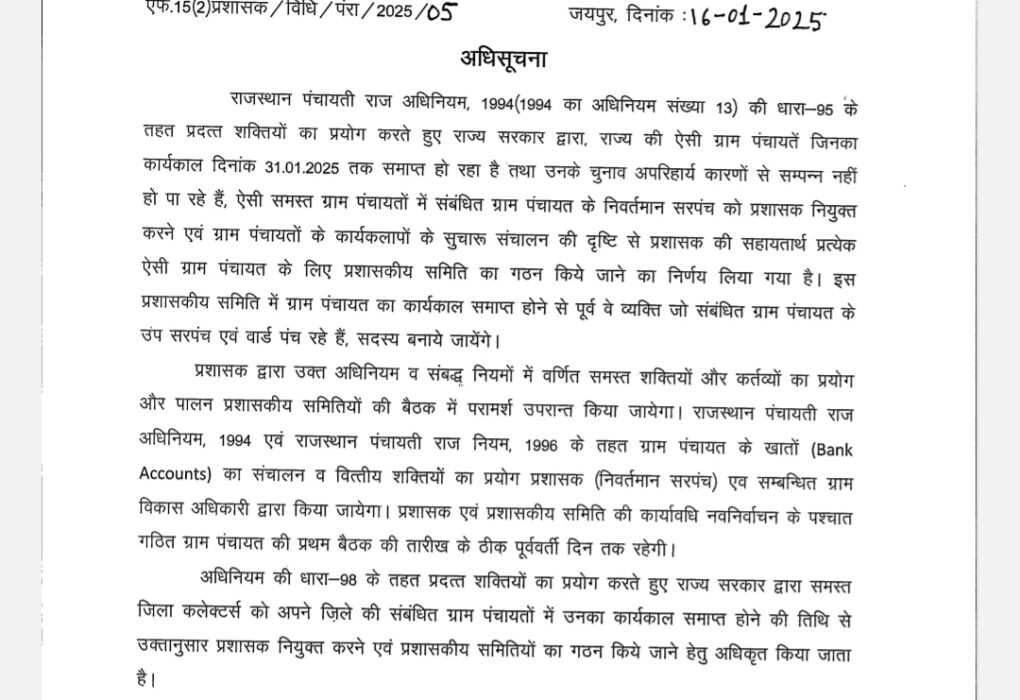 एफ.15(2)प्रशासक/विधि/पंरा/2025/05 जयपुर, दिनांक :16-01-2025
अधिसूचना
राजस्थान पंचायती राज अधिनियम, 1994(1994 का अधिनियम संख्या 13) की धारा–95 के
तहत प्रदत्त शक्तियों का प्रयोग करते हुए राज्य सरकार द्वारा, राज्य की ऐसी ग्राम पंचायतें जिनका
कार्यकाल दिनांक 31.01.2025 तक समाप्त हो रहा है तथा उनके चुनाव अपरिहार्य कारणों से सम्पन्न नहीं
हो पा रहे हैं, ऐसी समस्त ग्राम पंचायतों में संबंधित ग्राम पंचायत के निवर्तमान सरपंच को प्रशासक नियुक्त
करने एवं ग्राम पंचायतों के कार्यकलापों के सुचारू संचालन की दृष्टि से प्रशासक की सहायतार्थ प्रत्येक
ऐसी ग्राम पंचायत के लिए प्रशासकीय समिति का गठन किये जाने का निर्णय लिया गया है। इस
प्रशासकीय समिति में ग्राम पंचायत का कार्यकाल समाप्त होने से पूर्व वे व्यक्ति जो संबंधित ग्राम पंचायत के
उप सरपंच एवं वार्ड पंच रहे हैं, सदस्य बनाये जायेंगे।
प्रशासक द्वारा उक्त अधिनियम व संबद्ध नियमों में वर्णित समस्त शक्तियों और कर्तव्यों का प्रयोग
और पालन प्रशासकीय समितियों की बैठक में परामर्श उपरान्त किया जायेगा। राजस्थान पंचायती राज
अधिनियम, 1994 एवं राजस्थान पंचायती राज नियम, 1996 के तहत ग्राम पंचायत के खातों (Bank
Accounts) का संचालन व वित्तीय शक्तियों का प्रयोग प्रशासक (निवर्तमान सरपंच) एव सम्बन्धित ग्राम
विकास अधिकारी द्वारा किया जायेगा। प्रशासक एवं प्रशासकीय समिति की कार्यावधि नवनिर्वाचन के पश्चात
गठित ग्राम पंचायत की प्रथम बैठक की तारीख के ठीक पूर्ववर्ती दिन तक रहेगी।
अधिनियम की धारा–98 के तहत प्रदत्त शक्तियों का प्रयोग करते हुए राज्य सरकार द्वारा समस्त
जिला कलेक्टर्स को अपने ज़िले की संबंधित ग्राम पंचायतों में उनका कार्यकाल समाप्त होने की तिथि से
उक्तानुसार प्रशासक नियुक्त करने एवं प्रशासकीय समितियों का गठन किये जाने हेतु अधिकृत किया जाता
है।